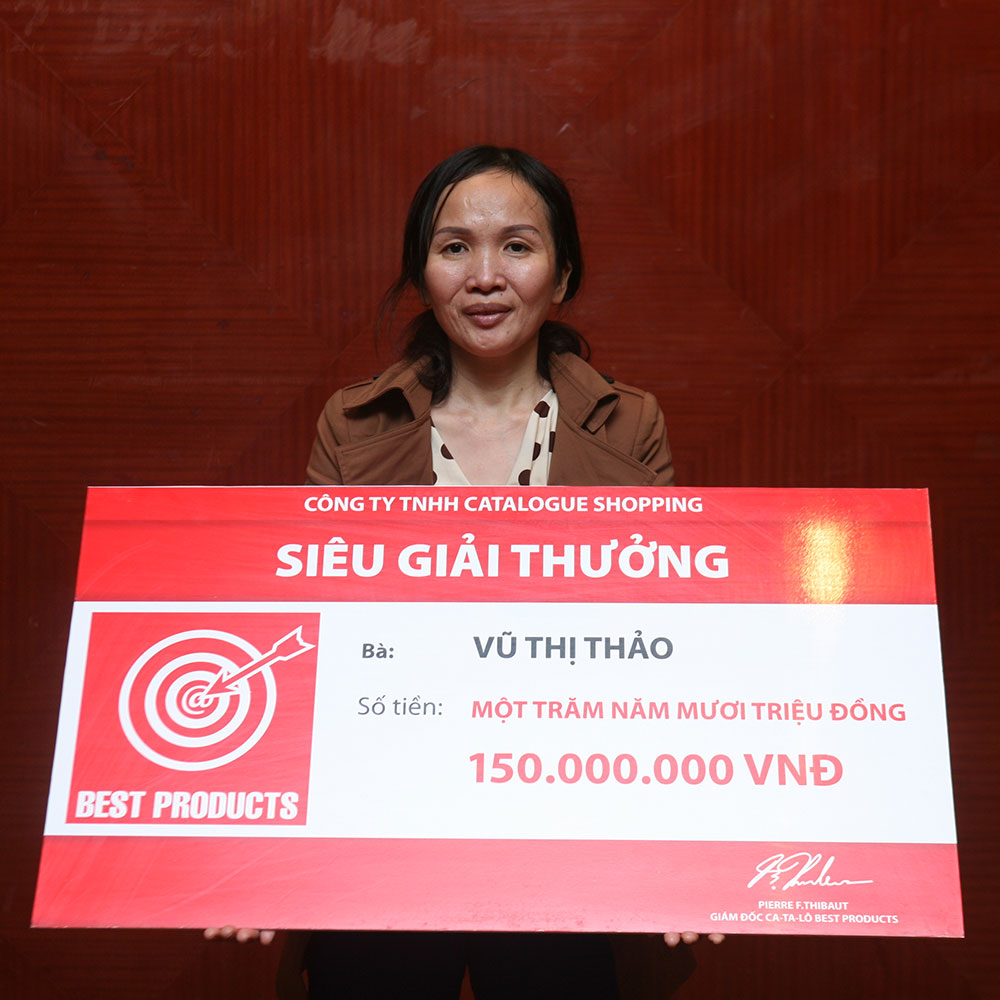 CÔNG TY TNHH CATALOGUE SHOPPING
SIÊU GIẢI THƯỞNG
Bà: VŨ THỊ THẢO
Số tiền: MỘT TRĂM NĂM MƯƠI TRIỆU ĐỒNG
150.000.000 VNĐ
@
BEST PRODUCTS
PIERRE F.THIBAUT
GIÁM ĐỐC CA-TA-LÔ BEST PRODUCTS